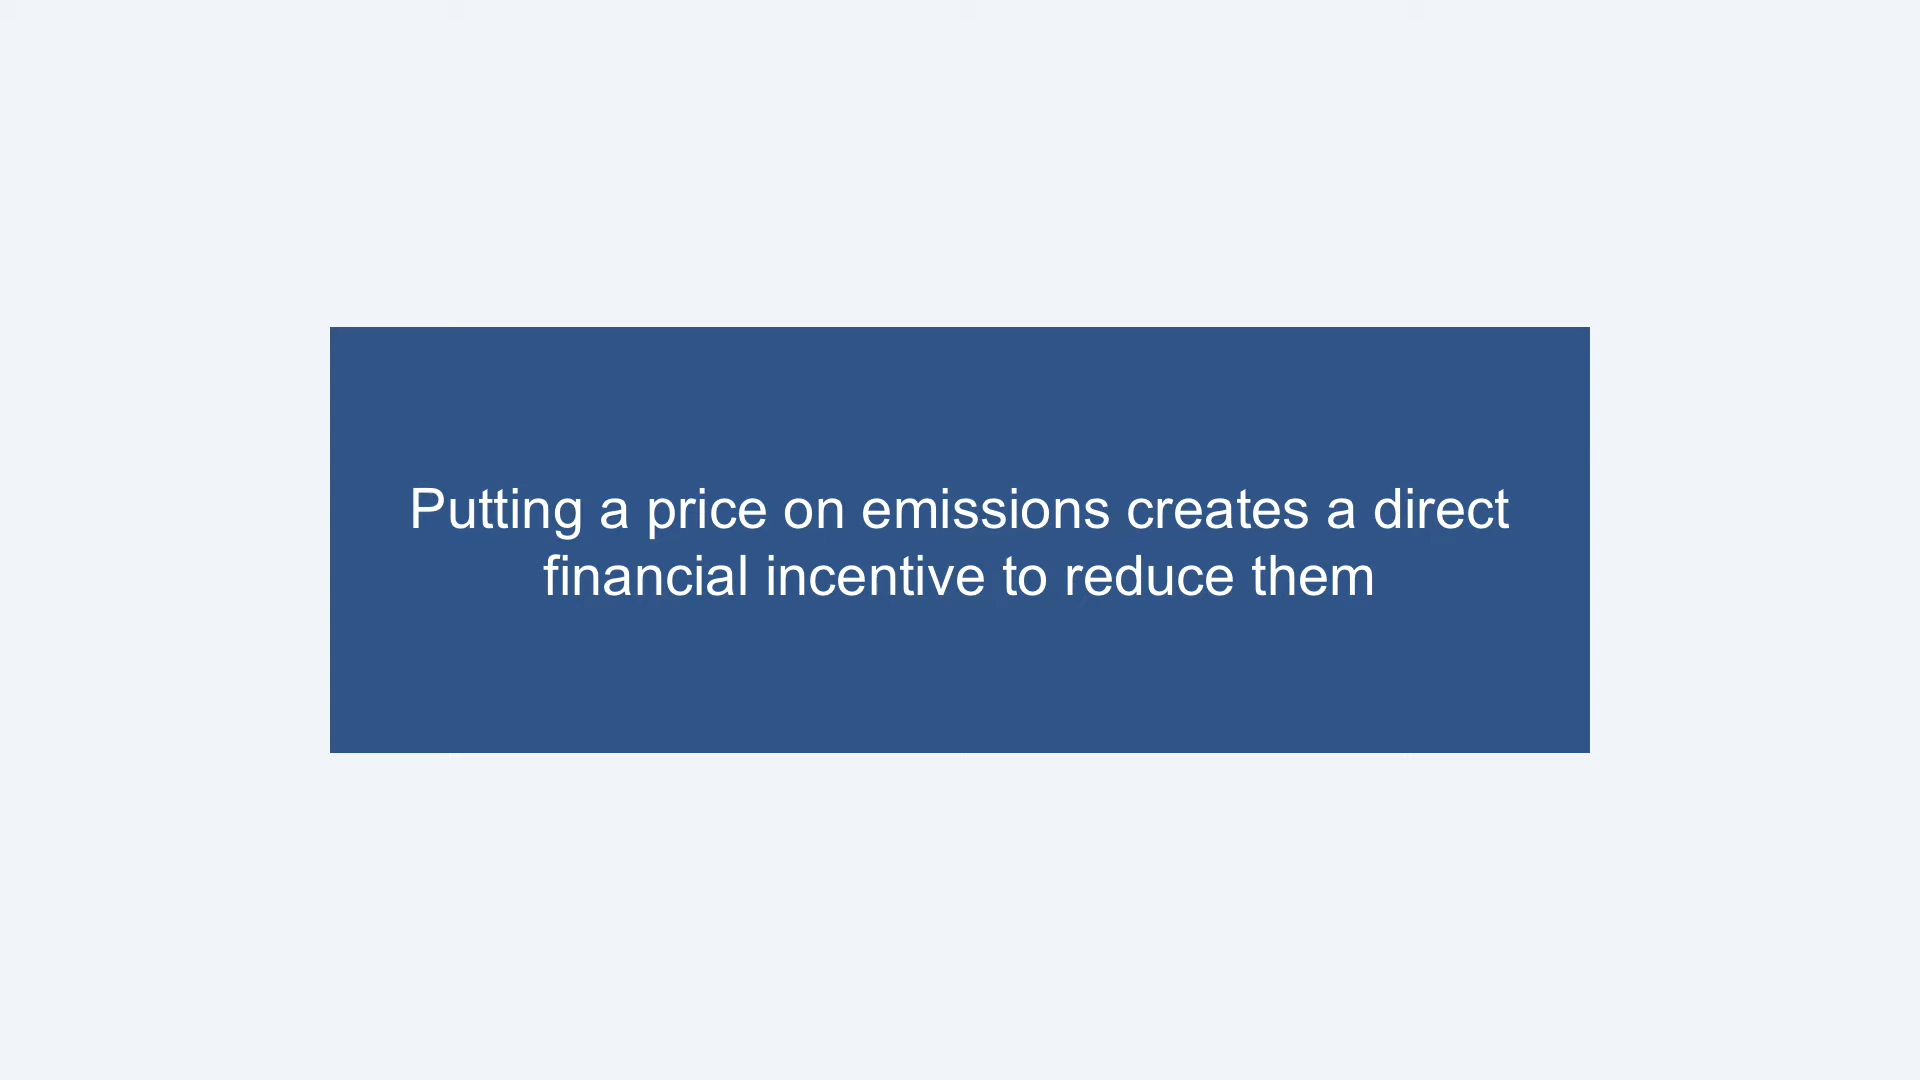 Putting a price on emissions creates a direct
financial incentive to reduce them